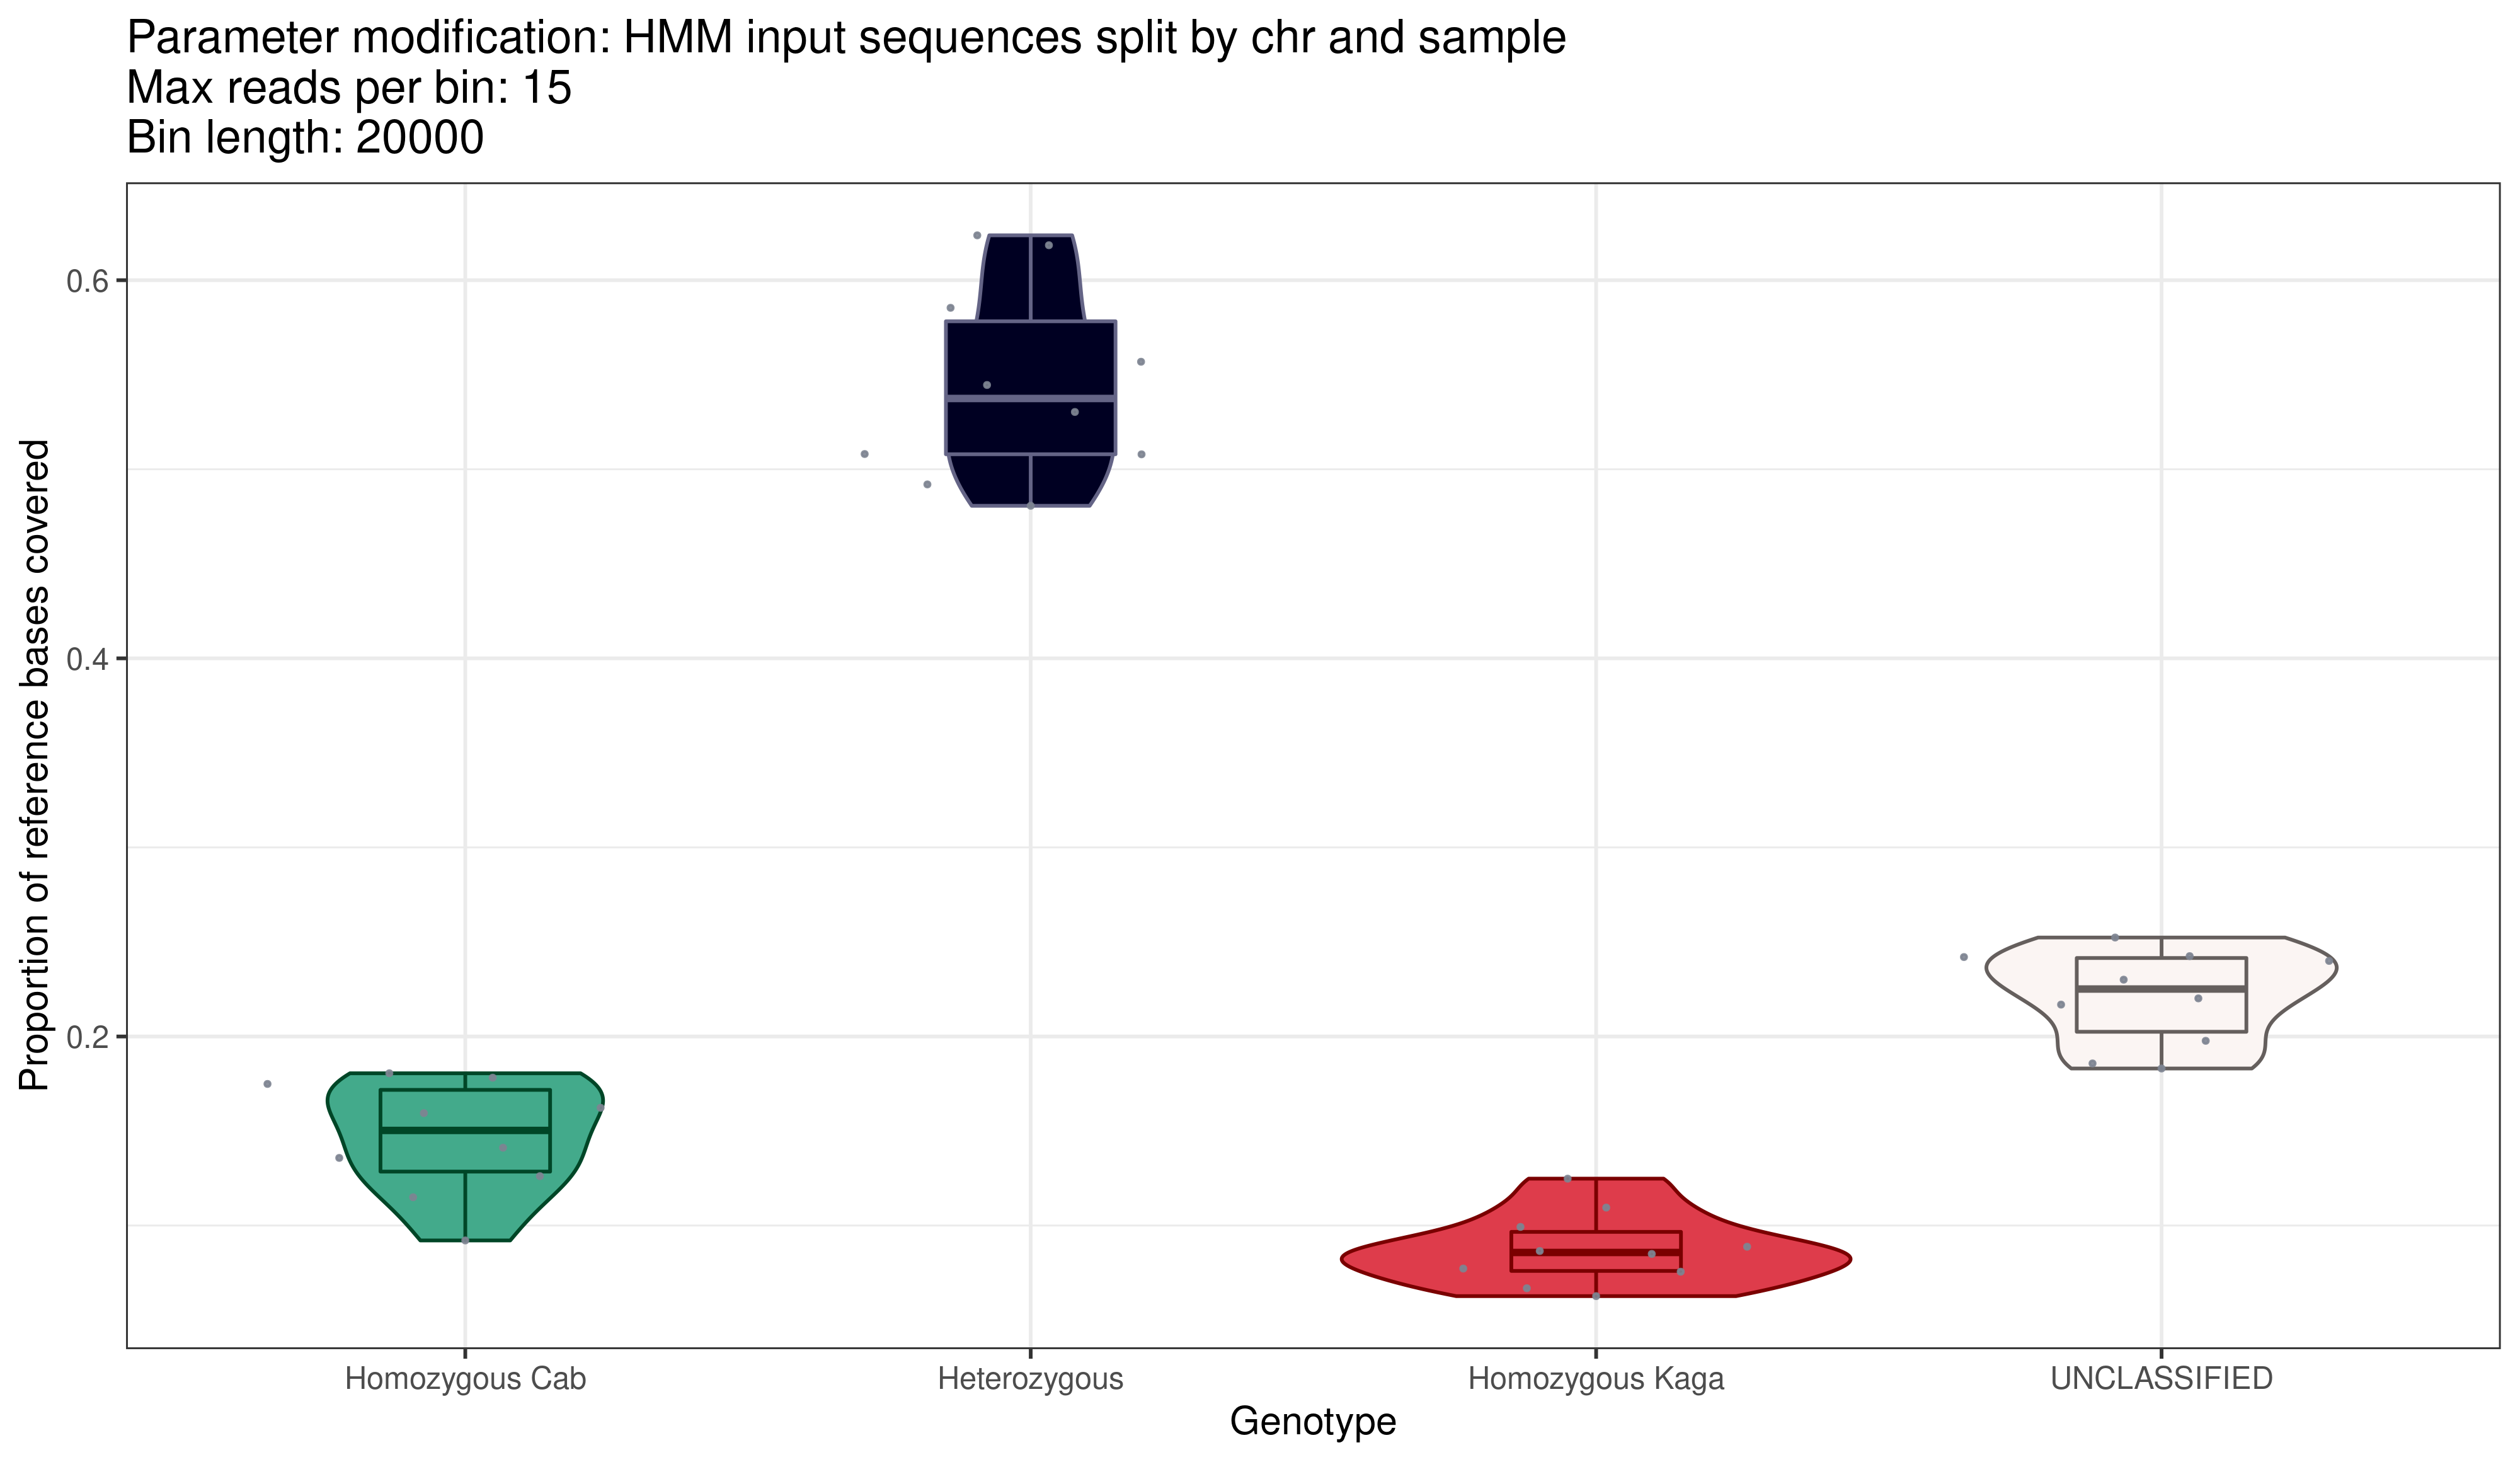 Parameter modification: HMM input sequences split by chr and sample
Max reads per bin: 15
Bin length: 20000
Proportion of reference bases covered
0.6
0.4
0.2
Homozygous Cab
Heterozygous
Homozygous Kaga
UNCLASSIFIED
Genotype